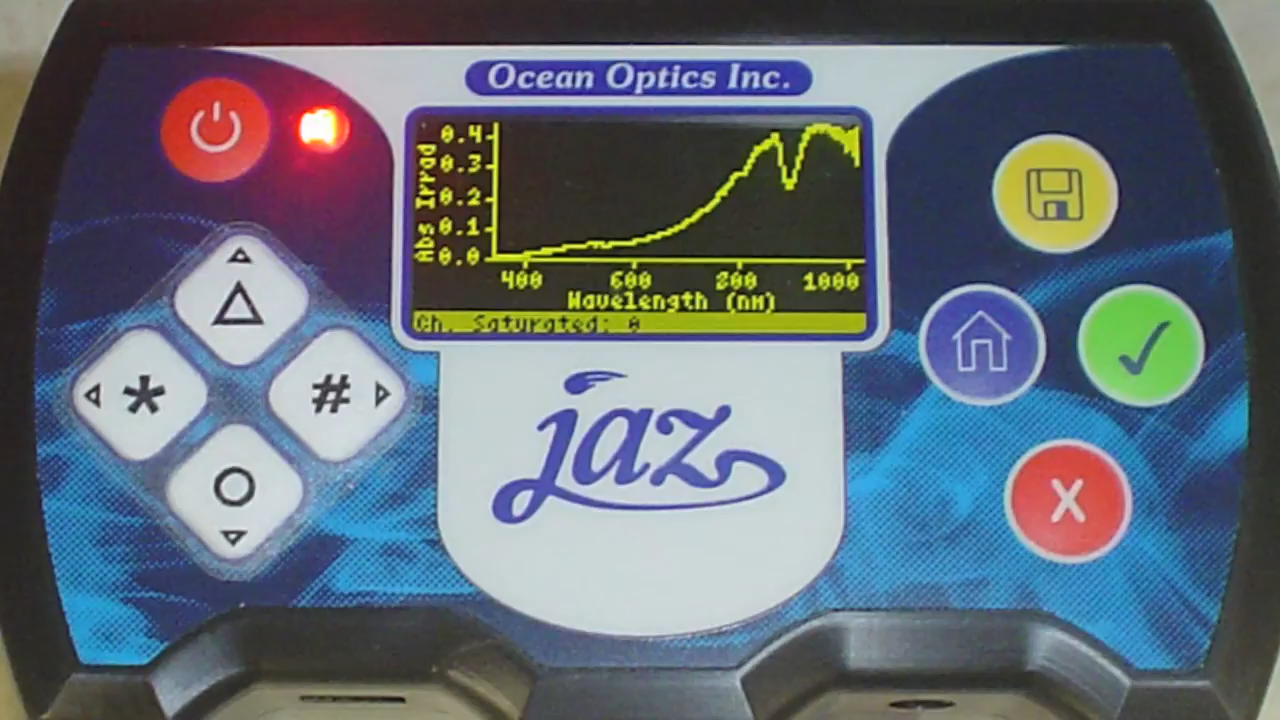 Ocean Optics Inc.
Abs Irrad
0.4
0.3
0.2
0.1
0.0
400 600 800 1000
Wavelength (nM)
Ch. Saturated: 0
* #
jaz
X